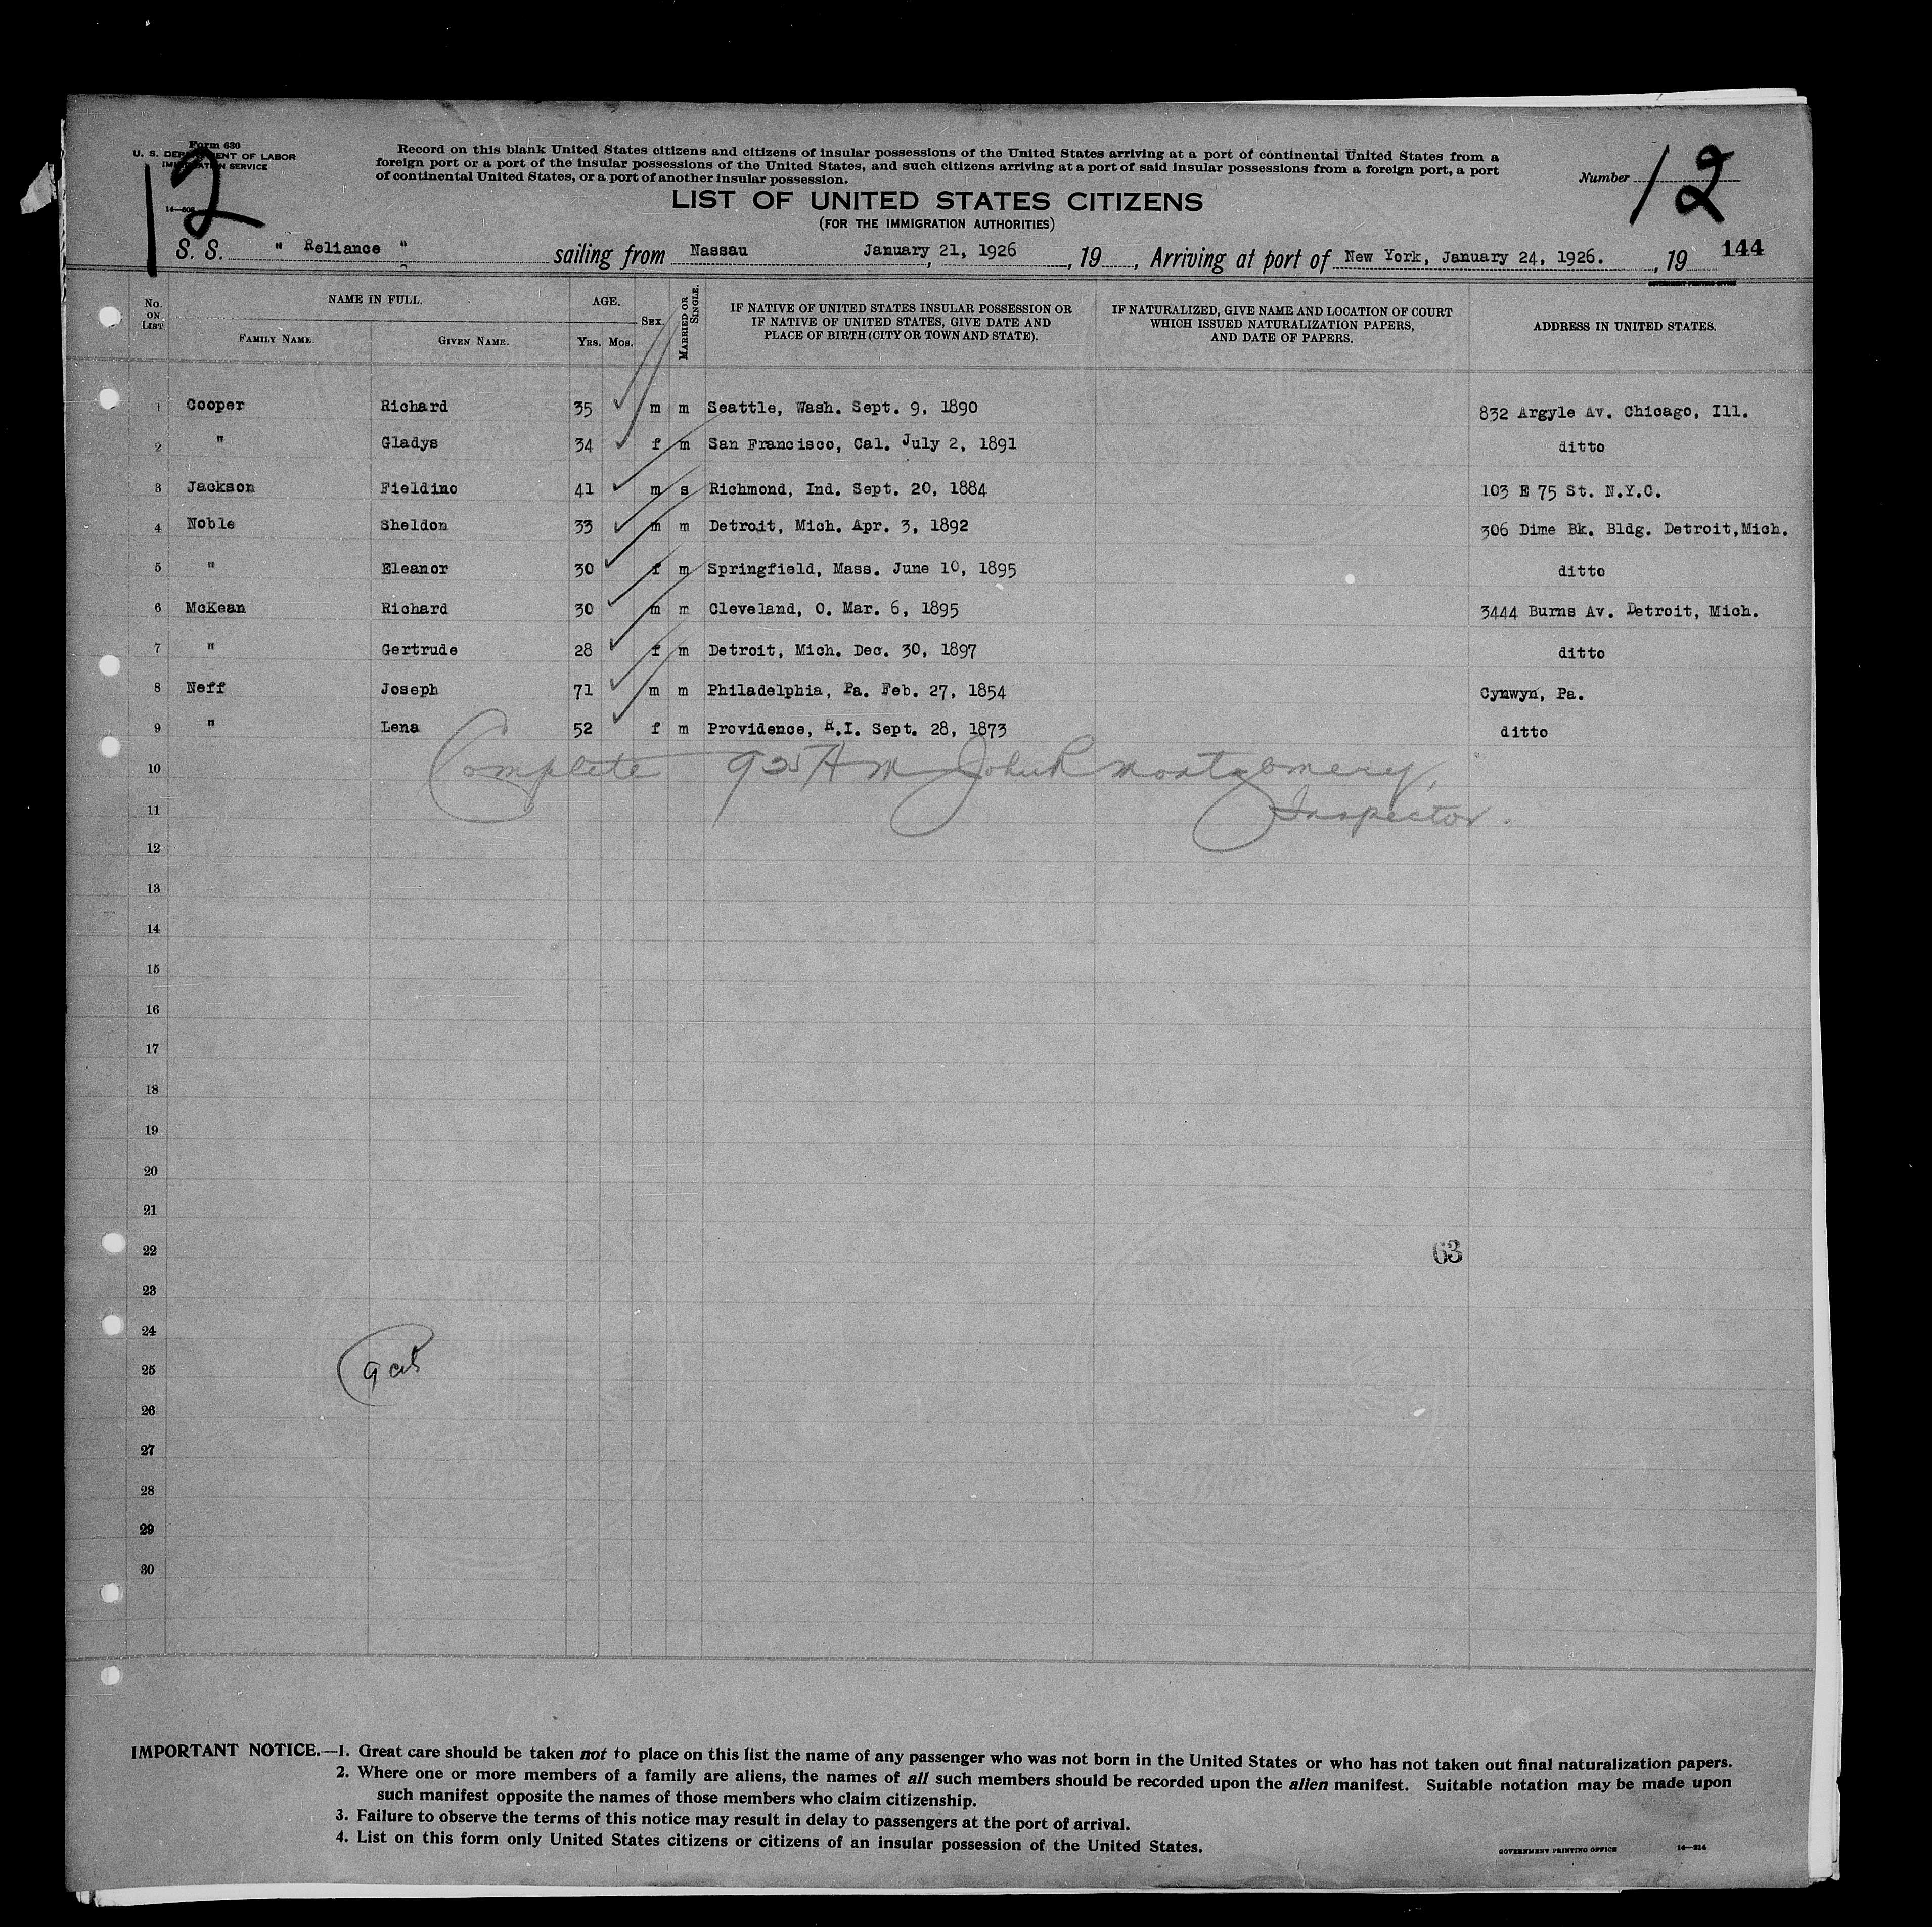 Form 630
U. S. DEPARTMENT OF LABOR
IMMIGRATION SERVICE
12
Record on this blank United States citizens and citizens of insular possessions of the United States arriving at a port of continental United States from a
foreign port or a port of the insular possessions of the United States, and such citizens arriving at a port of said insular possessions from a foreign port, a port
of continental United States, or a port of another insular possession.
Number 12
LIST OF UNITED STATES CITIZENS
(FOR THE IMMIGRATION AUTHORITIES)
S. S. " Reliance " sailing from Nassau January 21, 1926, 19 , Arriving at port of New York, January 24, 1926. , 19 144
GOVERNMENT PRINTING OFFICE
No. ON LIST NAME IN FULL. AGE. SEX. MARRIED OR SINGLE. IF NATIVE OF UNITED STATES INSULAR POSSESSION OR IF NATIVE OF UNITED STATES, GIVE DATE AND PLACE OF BIRTH (CITY OR TOWN AND STATE). IF NATURALIZED, GIVE NAME AND LOCATION OF COURT WHICH ISSUED NATURALIZATION PAPERS, AND DATE OF PAPERS. ADDRESS IN UNITED STATES.
FAMILY NAME. GIVEN NAME. YRS. MOS.
1 Cooper Richard 35 m m Seattle, Wash. Sept. 9, 1890 832 Argyle Av. Chicago, Ill.
2 " Gladys 34 f m San Francisco, Cal. July 2, 1891 ditto
3 Jackson Fieldinc 41 m s Richmond, Ind. Sept. 20, 1884 103 E 75 St. N.Y.C.
4 Noble Sheldon 33 m m Detroit, Mich. Apr. 3, 1892 306 Dime Bk. Bldg. Detroit,Mich.
5 " Eleanor 30 f m Springfield, Mass. June 10, 1895 ditto
6 McKean Richard 30 m m Cleveland, O. Mar. 6, 1895 3444 Burns Av. Detroit, Mich.
7 " Gertrude 28 f m Detroit, Mich. Dec. 30, 1897 ditto
8 Neff Joseph 71 m m Philadelphia, Pa. Feb. 27, 1854 Cynwyn, Pa.
9 " Lena 52 f m Providence, R.I. Sept. 28, 1873 ditto
10 Complete 925 AM John R Montgomery,
11 Inspector.
12
13
14
15
16
17
18
19
20
21
22 63
23
24
25
26
27
28
29
30
IMPORTANT NOTICE.—1. Great care should be taken not to place on this list the name of any passenger who was not born in the United States or who has not taken out final naturalization papers.
2. Where one or more members of a family are aliens, the names of all such members should be recorded upon the alien manifest. Suitable notation may be made upon
such manifest opposite the names of those members who claim citizenship.
3. Failure to observe the terms of this notice may result in delay to passengers at the port of arrival.
4. List on this form only United States citizens or citizens of an insular possession of the United States.
GOVERNMENT PRINTING OFFICE 14—514